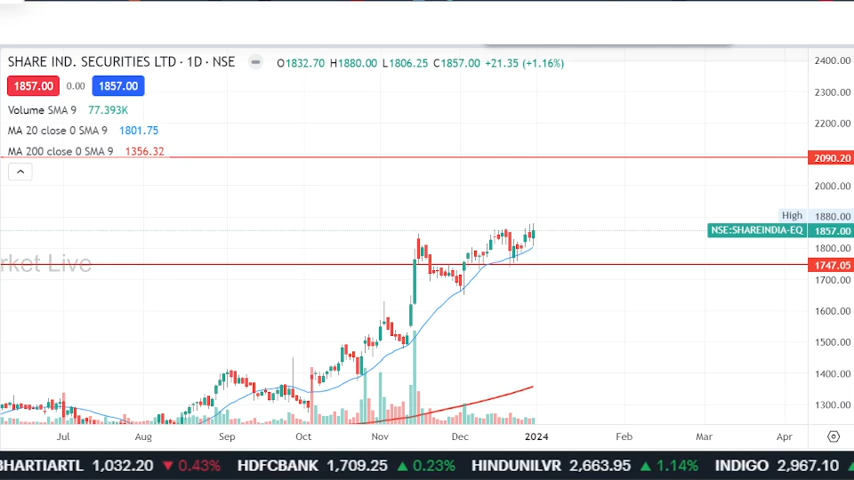 SHARE IND. SECURITIES LTD · 1D · NSE O1832.70 H1880.00 L1806.25 C1857.00 +21.35 (+1.16%)
1857.00 0.00 1857.00
Volume SMA 9 77.393K
MA 20 close 0 SMA 9 1801.75
MA 200 close 0 SMA 9 1356.32
2400.00
2300.00
2200.00
2090.20
2000.00
High 1880.00
NSE:SHAREINDIA-EQ 1857.00
1800.00
rket Live
1747.05
1700.00
1600.00
1500.00
1400.00
1300.00
Jul Aug Sep Oct Nov Dec 2024 Feb Mar Apr
BHARTIARTL 1,032.20 ▼ 0.43% HDFCBANK 1,709.25 ▲ 0.23% HINDUNILVR 2,663.95 ▲ 1.14% INDIGO 2,967.10 ▲